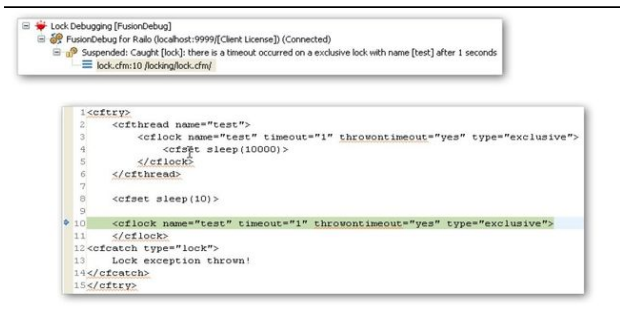 Lock Debugging [FusionDebug]
FusionDebug for Railo (localhost:9999/[Client License]) (Connected)
Suspended: Caught [lock]: there is a timeout occurred on a exclusive lock with name [test] after 1 seconds
lock.cfm:10 /locking/lock.cfm/
1 <cftry>
2 <cfthread name="test">
3 <cflock name="test" timeout="1" throwontimeout="yes" type="exclusive">
4 <cfset sleep(10000)>
5 </cflock>
6 </cfthread>
7
8 <cfset sleep(10)>
9
10 <cflock name="test" timeout="1" throwontimeout="yes" type="exclusive">
11 </cflock>
12 <cfcatch type="lock">
13 Lock exception thrown!
14 </cfcatch>
15 </cftry>